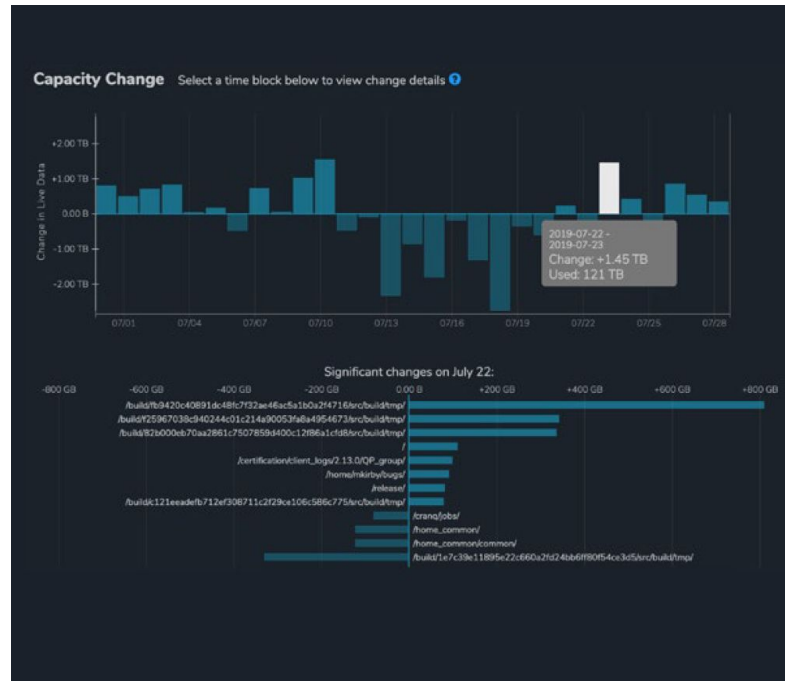 Capacity Change Select a time block below to view change details ?
+2.00 TB
+1.00 TB
0.00 B
-1.00 TB
-2.00 TB
Change in Live Data
2019-07-22 -
2019-07-23
Change: +1.45 TB
Used: 121 TB
07/01 07/04 07/07 07/10 07/13 07/16 07/19 07/22 07/25 07/28
Significant changes on July 22:
-800 GB -600 GB -400 GB -200 GB 0.00 B +200 GB +400 GB +600 GB +800 GB
/build/fb9420c40891dc48fc7f32ae46ac5a1b0a2f4716/src/build/tmp/
/build/f25967038c940244c01c214a90053fa8a4954673/src/build/tmp/
/build/82b000eb70aa2861c7507859d400c12f86a1cfd8/src/build/tmp/
/
/certification/client_logs/2.13.0/QP_group/
/home/mkirby/bugs/
/release/
/build/c121eeadefb712ef308711c2f29ce106c586c775/src/build/tmp/
/cranq/jobs/
/home_common/
/home_common/common/
/build/1e7c39e11895e22c660a2fd24bb6ff80f54ce3d5/src/build/tmp/